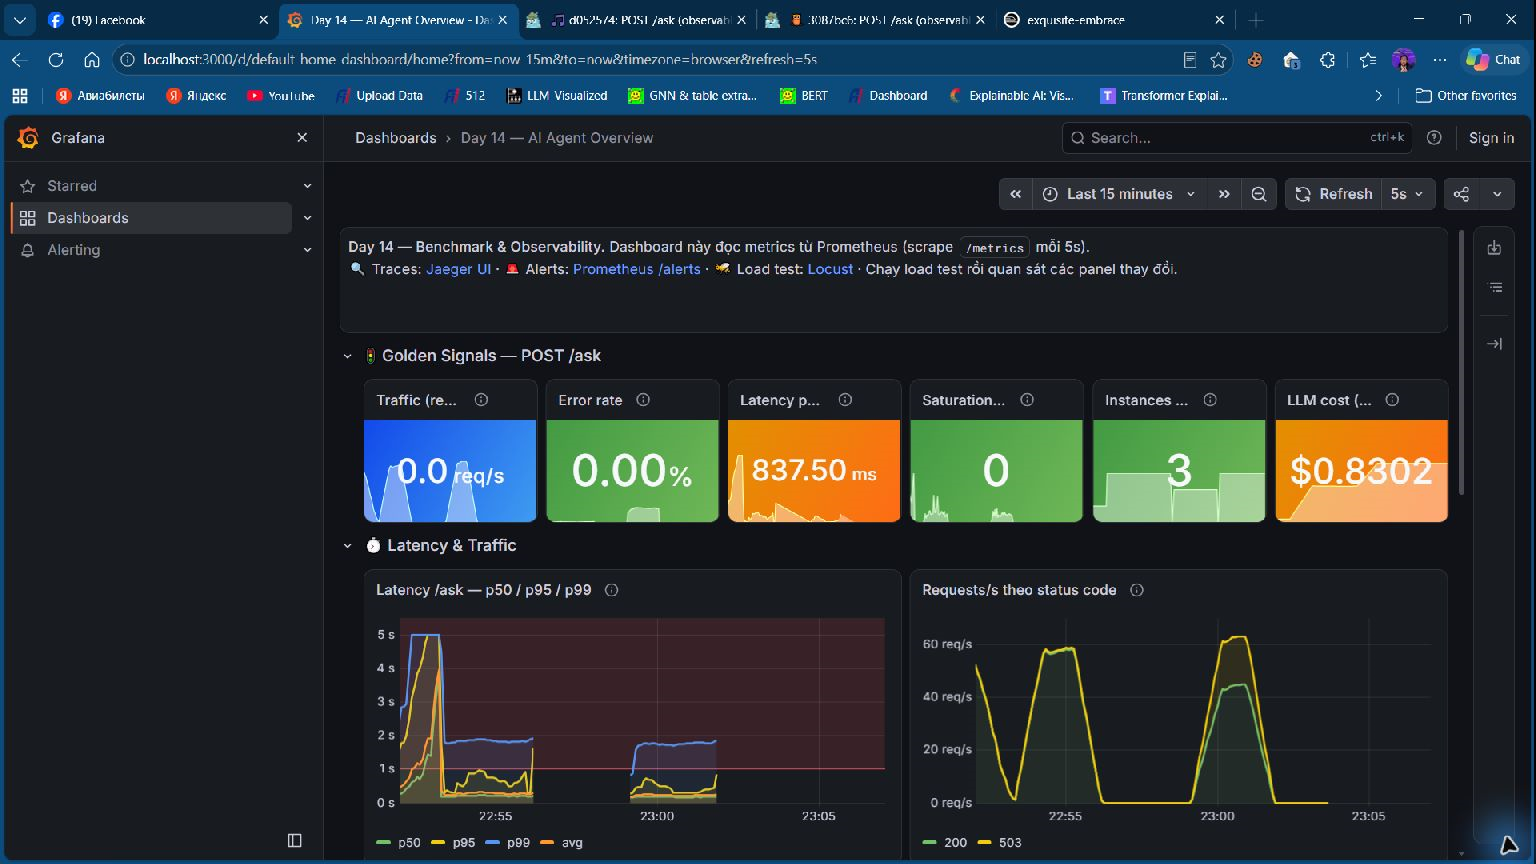 (19) Facebook
Day 14 — AI Agent Overview - Das
d052574: POST /ask (observabl
3087bc6: POST /ask (observabl
exquisite-embrace
localhost:3000/d/default-home-dashboard/home?from=now-15m&to=now&timezone=browser&refresh=5s
Chat
Авиабилеты
Яндекс
YouTube
Upload Data
512
LLM Visualized
GNN & table extra...
BERT
Dashboard
Explainable AI: Vis...
Transformer Explai...
Other favorites
Grafana
Dashboards › Day 14 — AI Agent Overview
Search...
ctrl+k
Sign in
Starred
Dashboards
Alerting
Last 15 minutes
Refresh
5s
Day 14 — Benchmark & Observability. Dashboard này đọc metrics từ Prometheus (scrape /metrics mỗi 5s).
Traces: Jaeger UI · Alerts: Prometheus /alerts · Load test: Locust · Chạy load test rồi quan sát các panel thay đổi.
Golden Signals — POST /ask
Traffic (re...
Error rate
Latency p...
Saturation...
Instances ...
LLM cost (...
0.0 req/s
0.00%
837.50 ms
0
3
$0.8302
Latency & Traffic
Latency /ask — p50 / p95 / p99
5 s
4 s
3 s
2 s
1 s
0 s
22:55
23:00
23:05
p50
p95
p99
avg
Requests/s theo status code
60 req/s
40 req/s
20 req/s
0 req/s
22:55
23:00
23:05
200
503